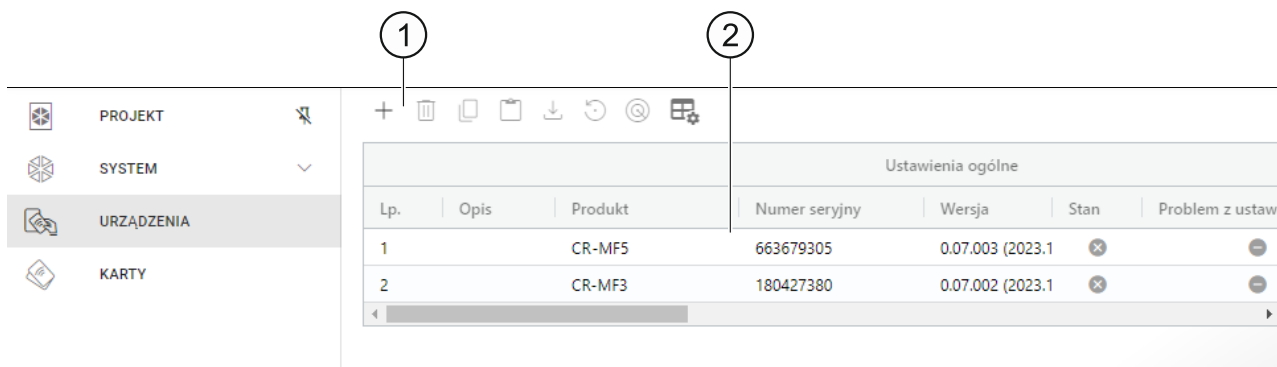 1 2
PROJEKT
SYSTEM
URZĄDZENIA
KARTY
Ustawienia ogólne
Lp. Opis Produkt Numer seryjny Wersja Stan Problem z ustaw
1 CR-MF5 663679305 0.07.003 (2023.1
2 CR-MF3 180427380 0.07.002 (2023.1